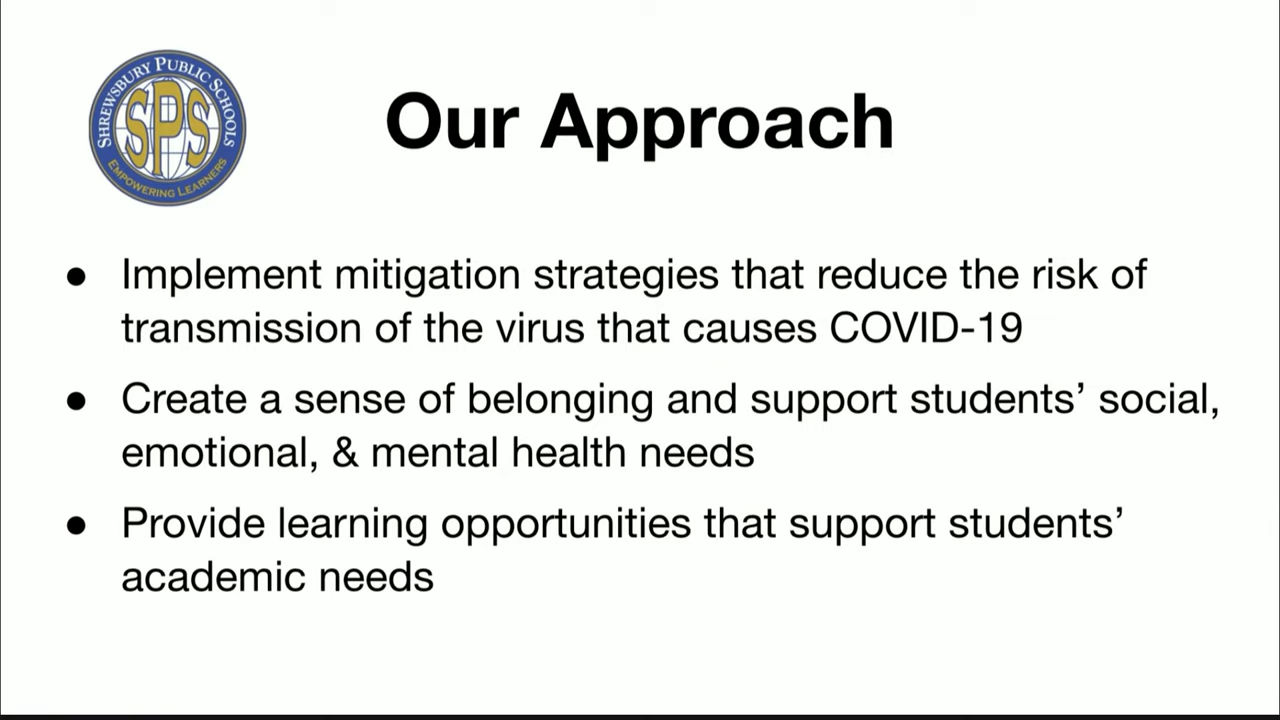 SHREWSBURY PUBLIC SCHOOLS
SPS
EMPOWERING LEARNERS
Our Approach
● Implement mitigation strategies that reduce the risk of
transmission of the virus that causes COVID-19
● Create a sense of belonging and support students’ social,
emotional, & mental health needs
● Provide learning opportunities that support students’
academic needs